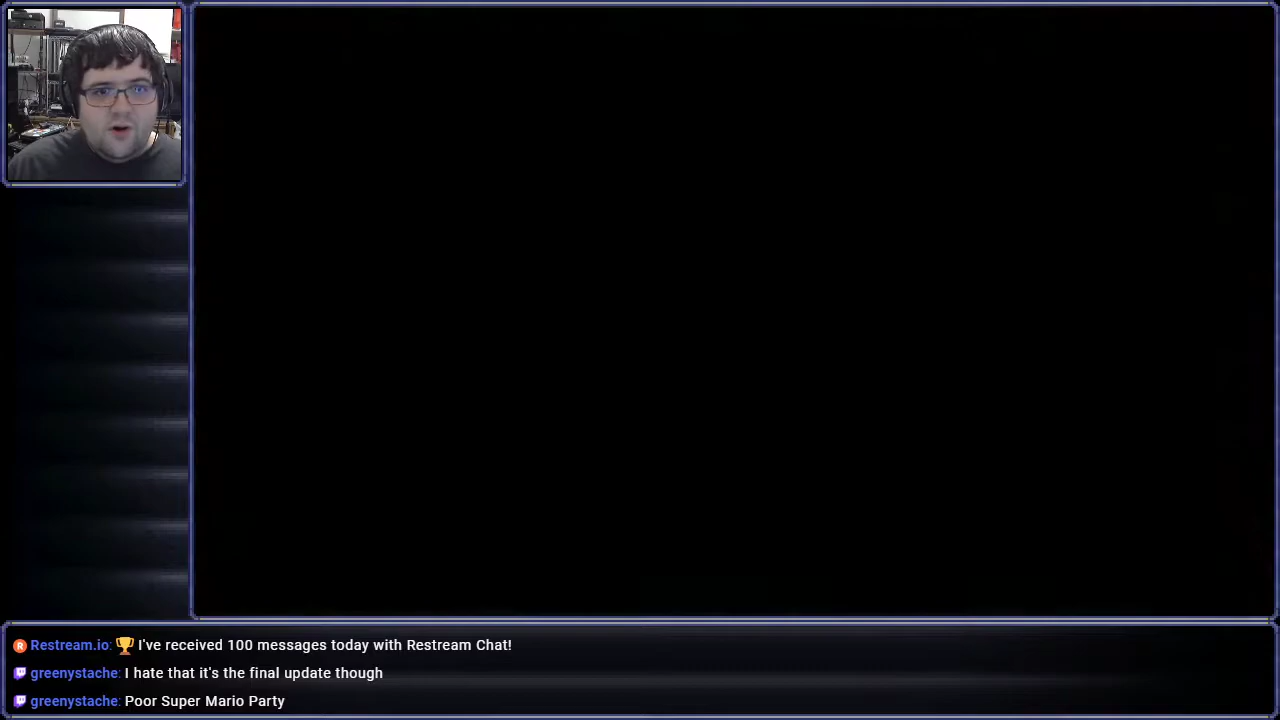 Restream.io: 🏆 I've received 100 messages today with Restream Chat!
greenystache: I hate that it's the final update though
greenystache: Poor Super Mario Party